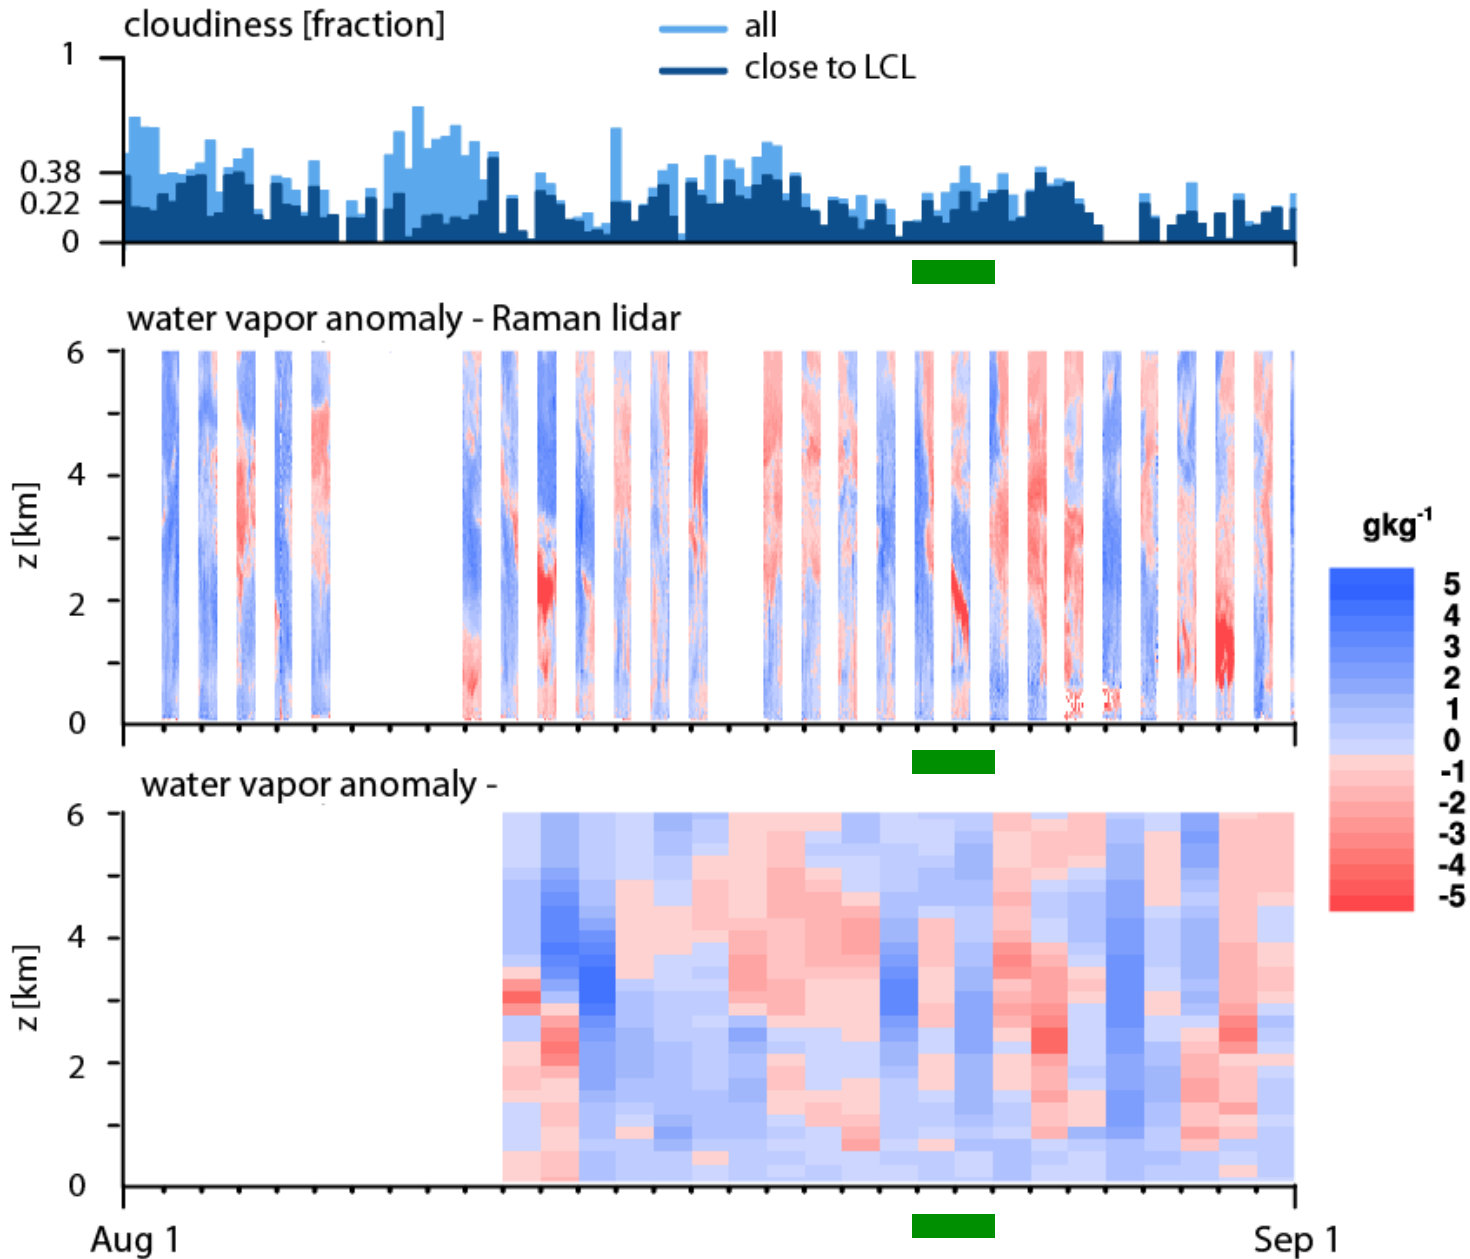 cloudiness [fraction]
all
close to LCL
1
0.38
0.22
0
water vapor anomaly - Raman lidar
6
4
2
0
z [km]
gkg-1
5
4
3
2
1
0
-1
-2
-3
-4
-5
water vapor anomaly -
6
4
2
0
z [km]
Aug 1
Sep 1